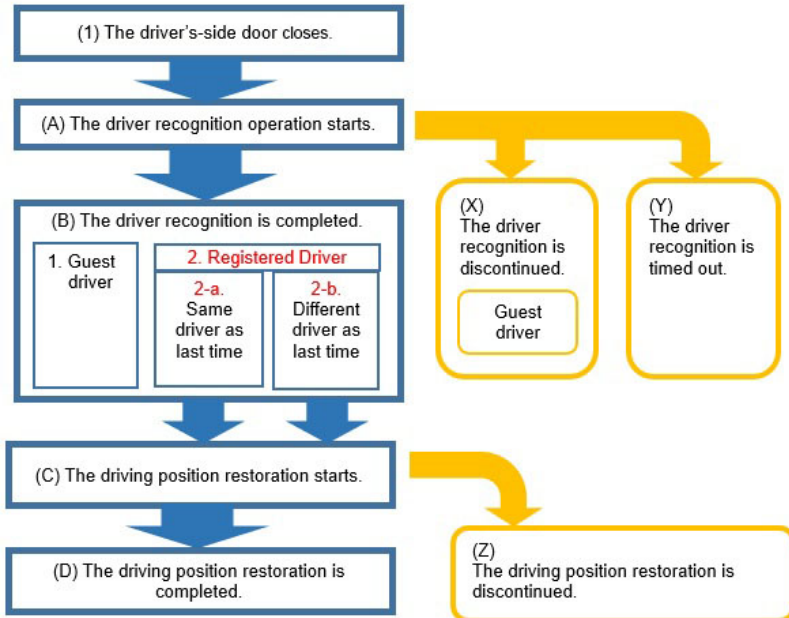 (1) The driver's-side door closes.
(A) The driver recognition operation starts.
(B) The driver recognition is completed.
1. Guest
driver
2. Registered Driver
2-a.
Same
driver as
last time
2-b.
Different
driver as
last time
(X)
The driver
recognition is
discontinued.
Guest
driver
(Y)
The driver
recognition is
timed out.
(C) The driving position restoration starts.
(D) The driving position restoration is
completed.
(Z)
The driving position restoration is
discontinued.